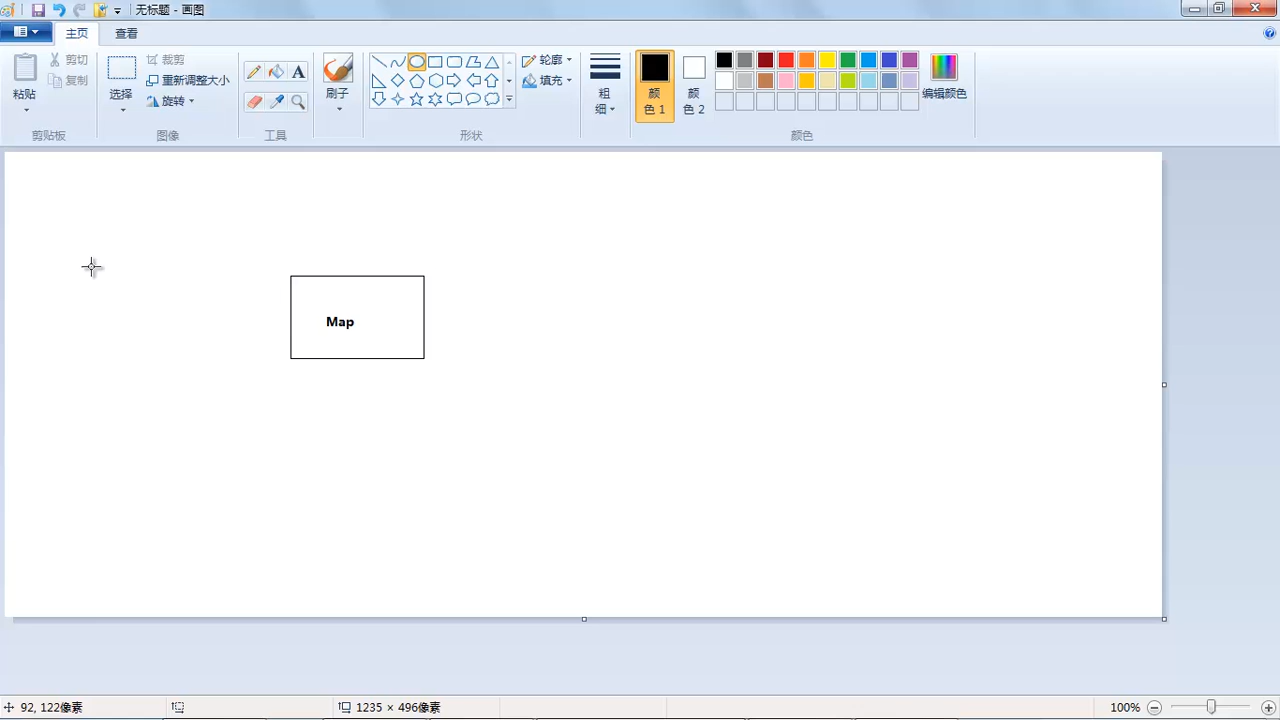 无标题 - 画图
主页
查看
粘贴
剪切
复制
剪贴板
选择
裁剪
重新调整大小
旋转
图像
A
工具
刷子
形状
轮廓
填充
粗
细
颜
色 1
颜
色 2
编辑颜色
颜色
Map
92, 122像素
1235 × 496像素
100%